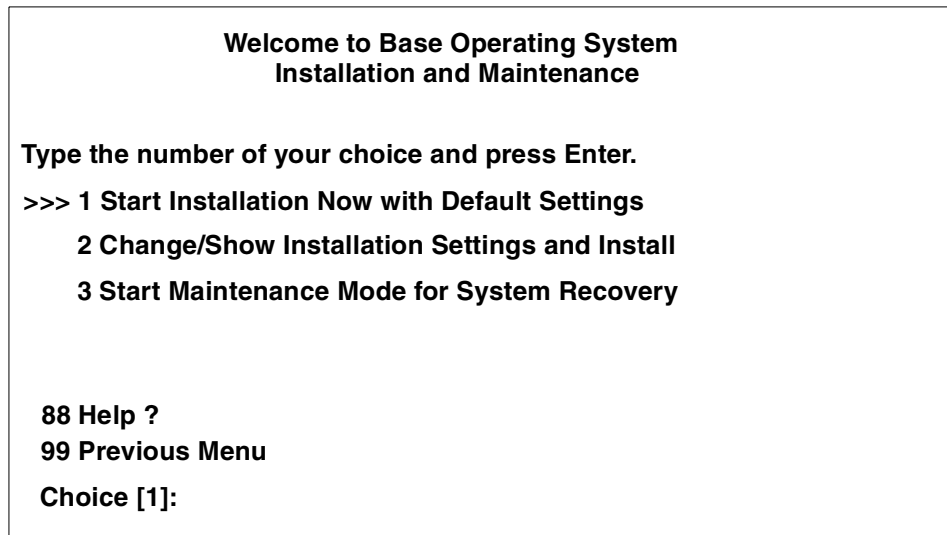 Welcome to Base Operating System
Installation and Maintenance
Type the number of your choice and press Enter.
>>> 1 Start Installation Now with Default Settings
2 Change/Show Installation Settings and Install
3 Start Maintenance Mode for System Recovery
88 Help ?
99 Previous Menu
Choice [1]: